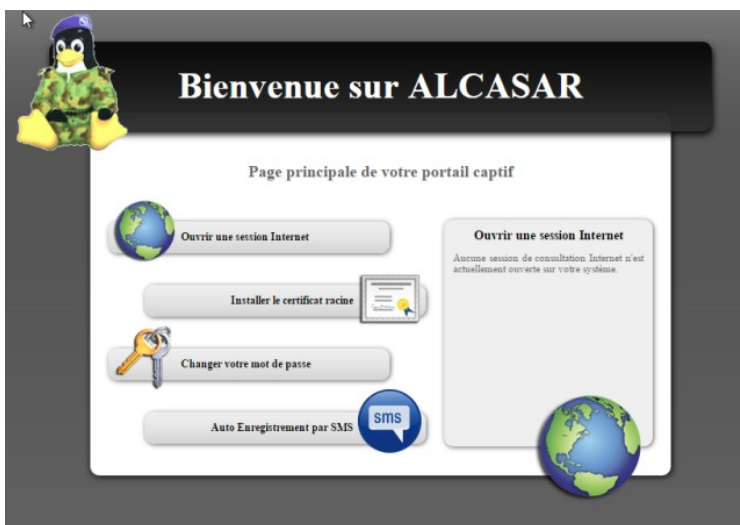 Bienvenue sur ALCASAR
Page principale de votre portail captif
Ouvrir une session Internet
Installer le certificat racine
Changer votre mot de passe
Auto Enregistrement par SMS
sms
Ouvrir une session Internet
Aucune session de consultation Internet n'est
actuellement ouverte sur votre système.